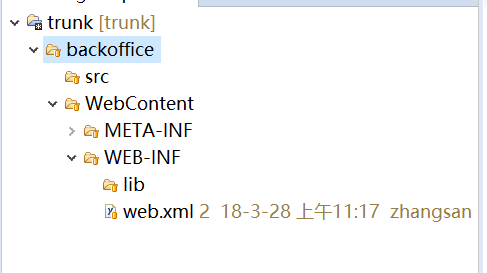 trunk [trunk]
backoffice
src
WebContent
META-INF
WEB-INF
lib
web.xml 2 18-3-28 上午11:17 zhangsan